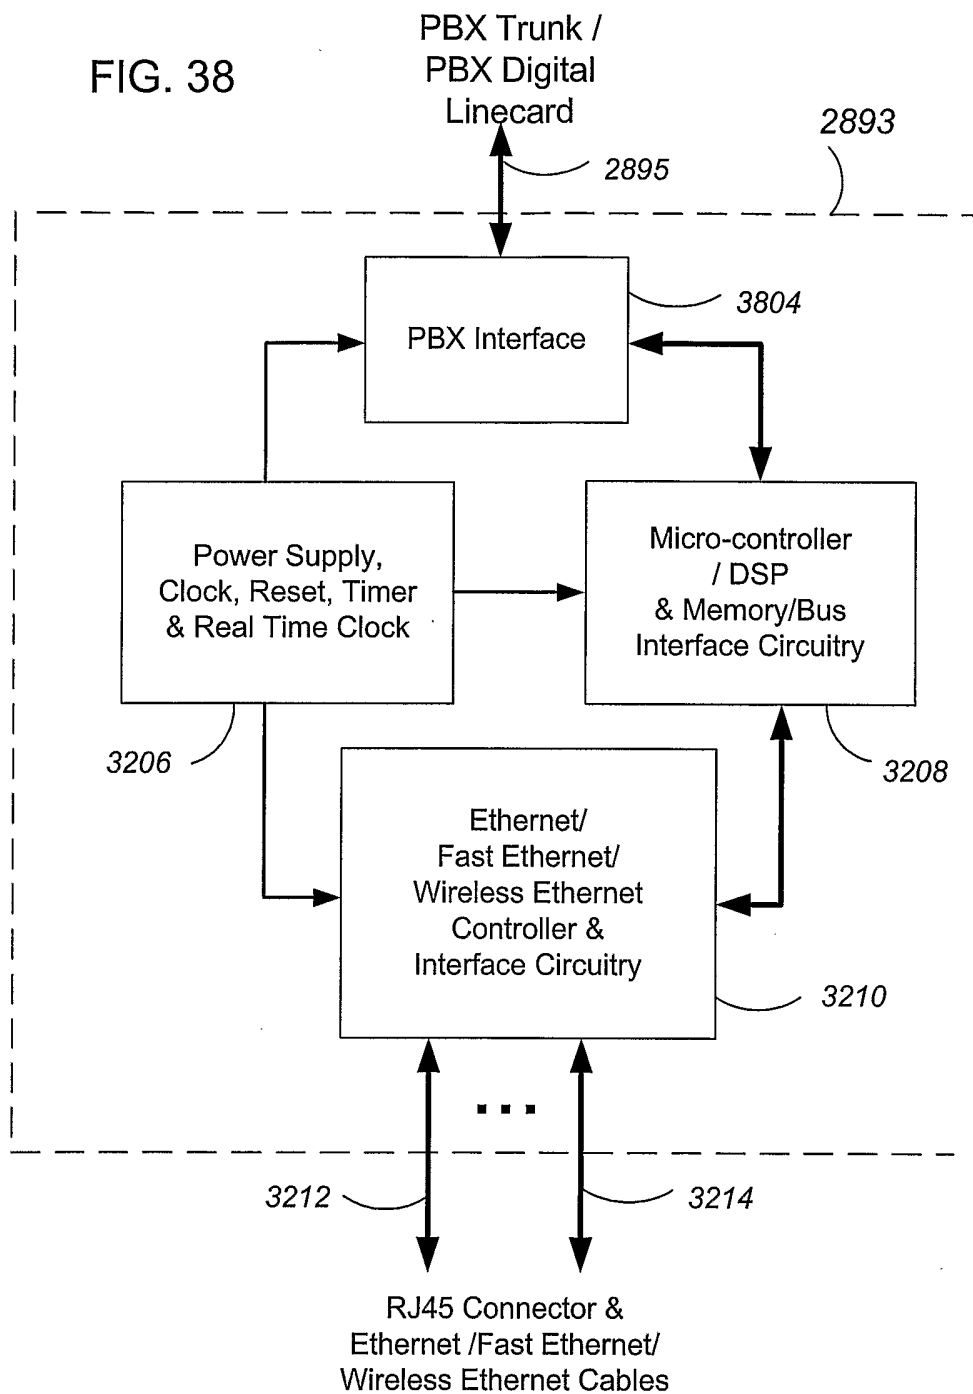 PBX Trunk /
PBX Digital
Linecard
FIG. 38
2893
2895
3804
PBX Interface
Power Supply,
Clock, Reset, Timer
& Real Time Clock
Micro-controller
/ DSP
& Memory/Bus
Interface Circuitry
3206
3208
Ethernet/
Fast Ethernet/
Wireless Ethernet
Controller &
Interface Circuitry
3210
3212
3214
RJ45 Connector &
Ethernet /Fast Ethernet/
Wireless Ethernet Cables